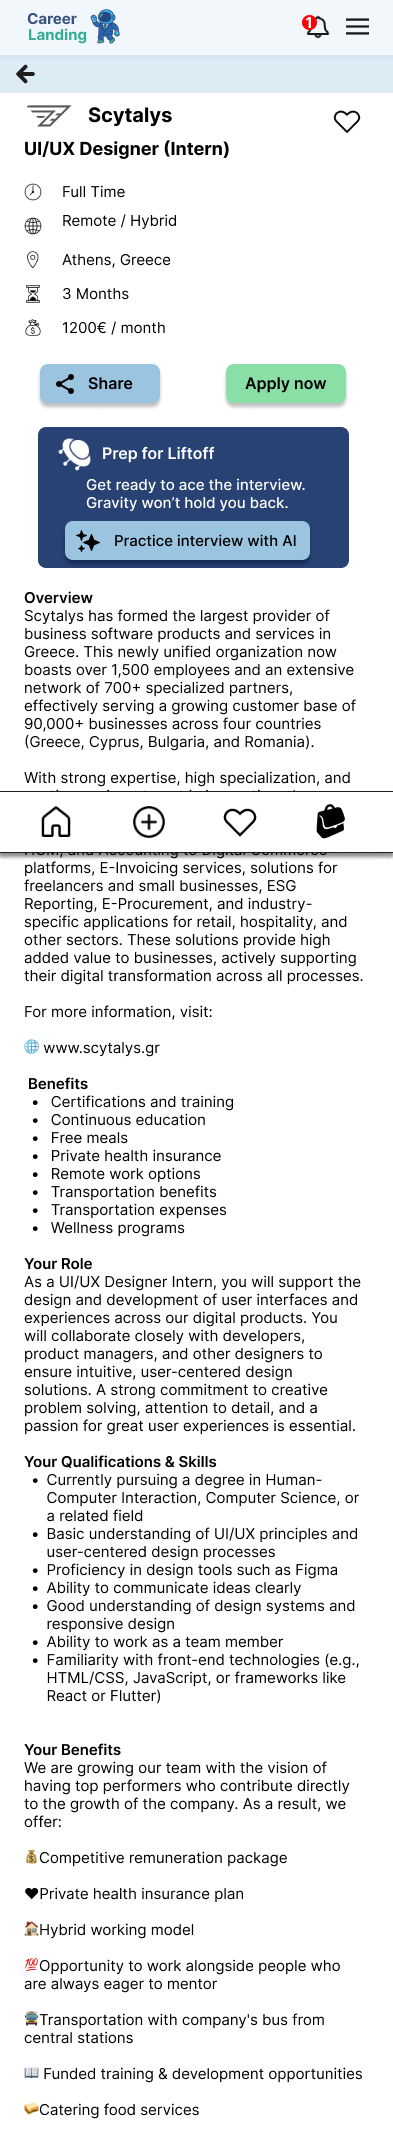 Career
Landing
1
Scytalys
UI/UX Designer (Intern)
Full Time
Remote / Hybrid
Athens, Greece
3 Months
1200€ / month
Share
Apply now
Prep for Liftoff
Get ready to ace the interview.
Gravity won’t hold you back.
Practice interview with AI
Overview
Scytalys has formed the largest provider of
business software products and services in
Greece. This newly unified organization now
boasts over 1,500 employees and an extensive
network of 700+ specialized partners,
effectively serving a growing customer base of
90,000+ businesses across four countries
(Greece, Cyprus, Bulgaria, and Romania).
With strong expertise, high specialization, and
HCM, and Accounting to Digital Commerce
platforms, E-Invoicing services, solutions for
freelancers and small businesses, ESG
Reporting, E-Procurement, and industry-
specific applications for retail, hospitality, and
other sectors. These solutions provide high
added value to businesses, actively supporting
their digital transformation across all processes.
For more information, visit:
🌐 www.scytalys.gr
Benefits
• Certifications and training
• Continuous education
• Free meals
• Private health insurance
• Remote work options
• Transportation benefits
• Transportation expenses
• Wellness programs
Your Role
As a UI/UX Designer Intern, you will support the
design and development of user interfaces and
experiences across our digital products. You
will collaborate closely with developers,
product managers, and other designers to
ensure intuitive, user-centered design
solutions. A strong commitment to creative
problem solving, attention to detail, and a
passion for great user experiences is essential.
Your Qualifications & Skills
• Currently pursuing a degree in Human-
Computer Interaction, Computer Science, or
a related field
• Basic understanding of UI/UX principles and
user-centered design processes
• Proficiency in design tools such as Figma
• Ability to communicate ideas clearly
• Good understanding of design systems and
responsive design
• Ability to work as a team member
• Familiarity with front-end technologies (e.g.,
HTML/CSS, JavaScript, or frameworks like
React or Flutter)
Your Benefits
We are growing our team with the vision of
having top performers who contribute directly
to the growth of the company. As a result, we
offer:
💰Competitive remuneration package
❤Private health insurance plan
🏠Hybrid working model
💯Opportunity to work alongside people who
are always eager to mentor
🚍Transportation with company's bus from
central stations
📖 Funded training & development opportunities
🥪Catering food services